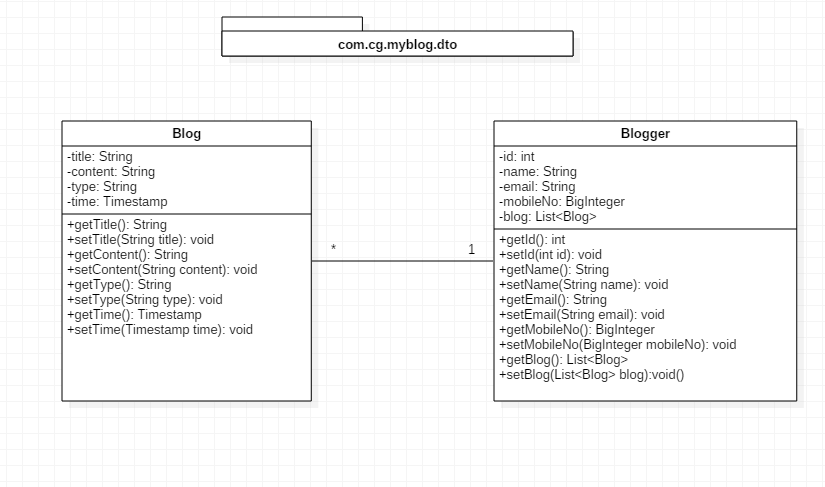 com.cg.myblog.dto
Blog
-title: String
-content: String
-type: String
-time: Timestamp
+getTitle(): String
+setTitle(String title): void
+getContent(): String
+setContent(String content): void
+getType(): String
+setType(String type): void
+getTime(): Timestamp
+setTime(Timestamp time): void
*
1
Blogger
-id: int
-name: String
-email: String
-mobileNo: BigInteger
-blog: List<Blog>
+getId(): int
+setId(int id): void
+getName(): String
+setName(String name): void
+getEmail(): String
+setEmail(String email): void
+getMobileNo(): BigInteger
+setMobileNo(BigInteger mobileNo): void
+getBlog(): List<Blog>
+setBlog(List<Blog> blog):void()